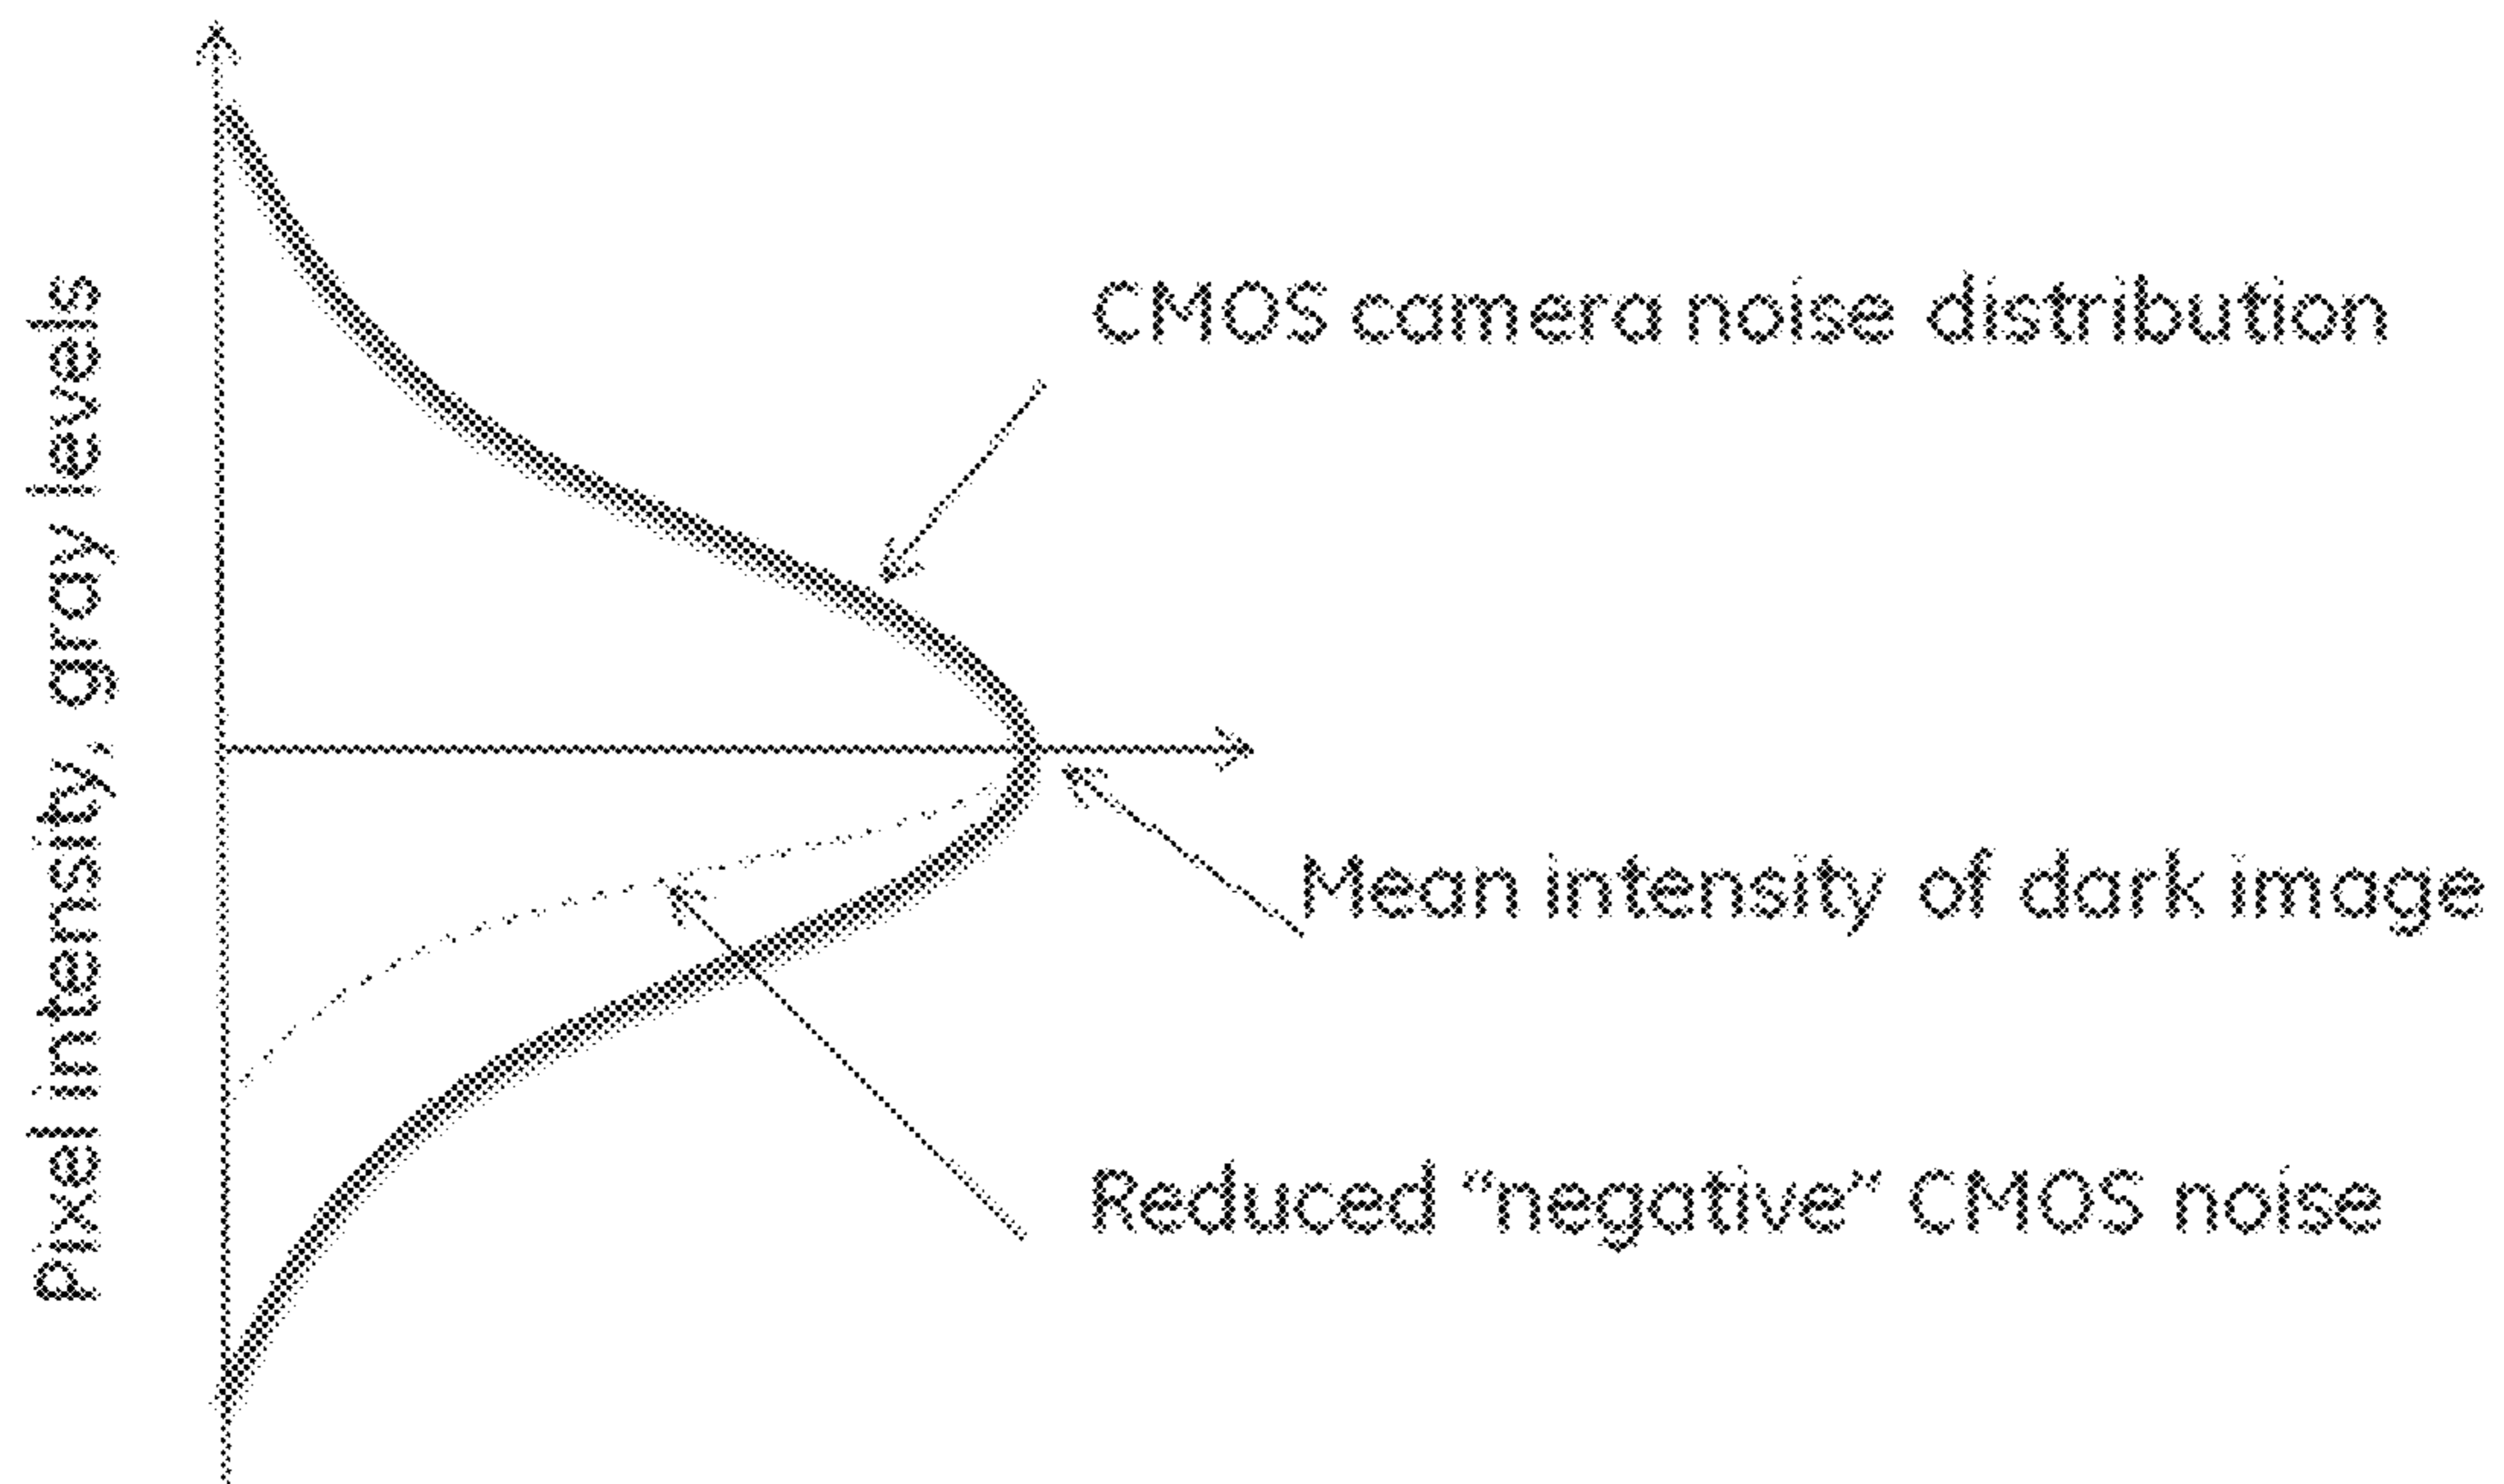 Pixel intensity, gray levels
CMOS camera noise distribution
Mean intensity of dark image
Reduced “negative” CMOS noise